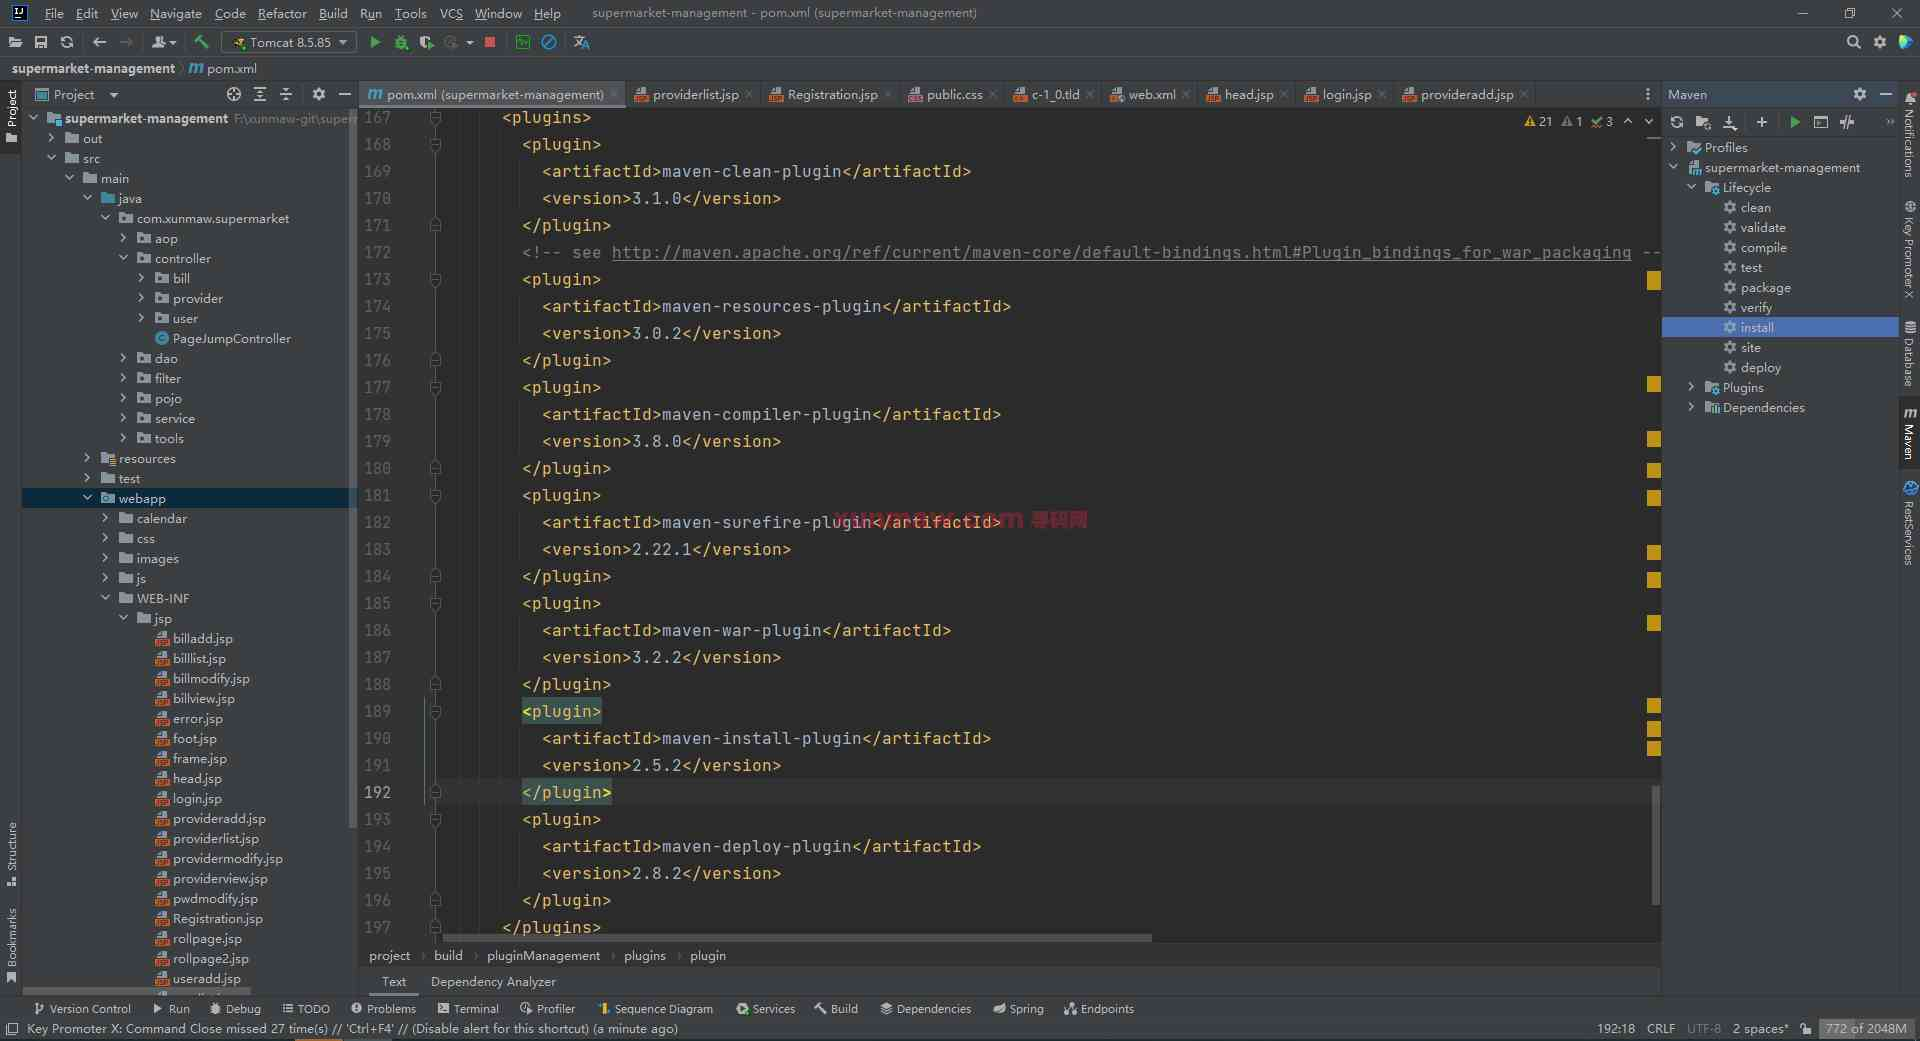 File Edit View Navigate Code Refactor Build Run Tools VCS Window Help supermarket-management - pom.xml (supermarket-management)
Tomcat 8.5.85
supermarket-management pom.xml
Project
pom.xml (supermarket-management) providerlist.jsp Registration.jsp public.css c-1_0.tld web.xml head.jsp login.jsp provideradd.jsp
Maven
Project
supermarket-management F:\xunmaw-git\super
out
src
main
java
com.xunmaw.supermarket
aop
controller
bill
provider
user
PageJumpController
dao
filter
pojo
service
tools
resources
test
webapp
calendar
css
images
js
WEB-INF
jsp
billadd.jsp
billlist.jsp
billmodify.jsp
billview.jsp
error.jsp
foot.jsp
frame.jsp
head.jsp
login.jsp
provideradd.jsp
providerlist.jsp
providermodify.jsp
providerview.jsp
pwdmodify.jsp
Registration.jsp
rollpage.jsp
rollpage2.jsp
useradd.jsp
Structure
Bookmarks
21 1 3
167 <plugins>
168 <plugin>
169 <artifactId>maven-clean-plugin</artifactId>
170 <version>3.1.0</version>
171 </plugin>
172 <!-- see http://maven.apache.org/ref/current/maven-core/default-bindings.html#Plugin_bindings_for_war_packaging --
173 <plugin>
174 <artifactId>maven-resources-plugin</artifactId>
175 <version>3.0.2</version>
176 </plugin>
177 <plugin>
178 <artifactId>maven-compiler-plugin</artifactId>
179 <version>3.8.0</version>
180 </plugin>
181 <plugin>
182 <artifactId>maven-surefire-plugin</artifactId>
xunmaw.com 寻码网
183 <version>2.22.1</version>
184 </plugin>
185 <plugin>
186 <artifactId>maven-war-plugin</artifactId>
187 <version>3.2.2</version>
188 </plugin>
189 <plugin>
190 <artifactId>maven-install-plugin</artifactId>
191 <version>2.5.2</version>
192 </plugin>
193 <plugin>
194 <artifactId>maven-deploy-plugin</artifactId>
195 <version>2.8.2</version>
196 </plugin>
197 </plugins>
project build pluginManagement plugins plugin
Text Dependency Analyzer
Profiles
supermarket-management
Lifecycle
clean
validate
compile
test
package
verify
install
site
deploy
Plugins
Dependencies
Notifications
Key Promoter X
Database
Maven
RestServices
Version Control Run Debug TODO Problems Terminal Profiler Sequence Diagram Services Build Dependencies Spring Endpoints
Key Promoter X: Command Close missed 27 time(s) // 'Ctrl+F4' // (Disable alert for this shortcut) (a minute ago) 192:18 CRLF UTF-8 2 spaces* 772 of 2048M